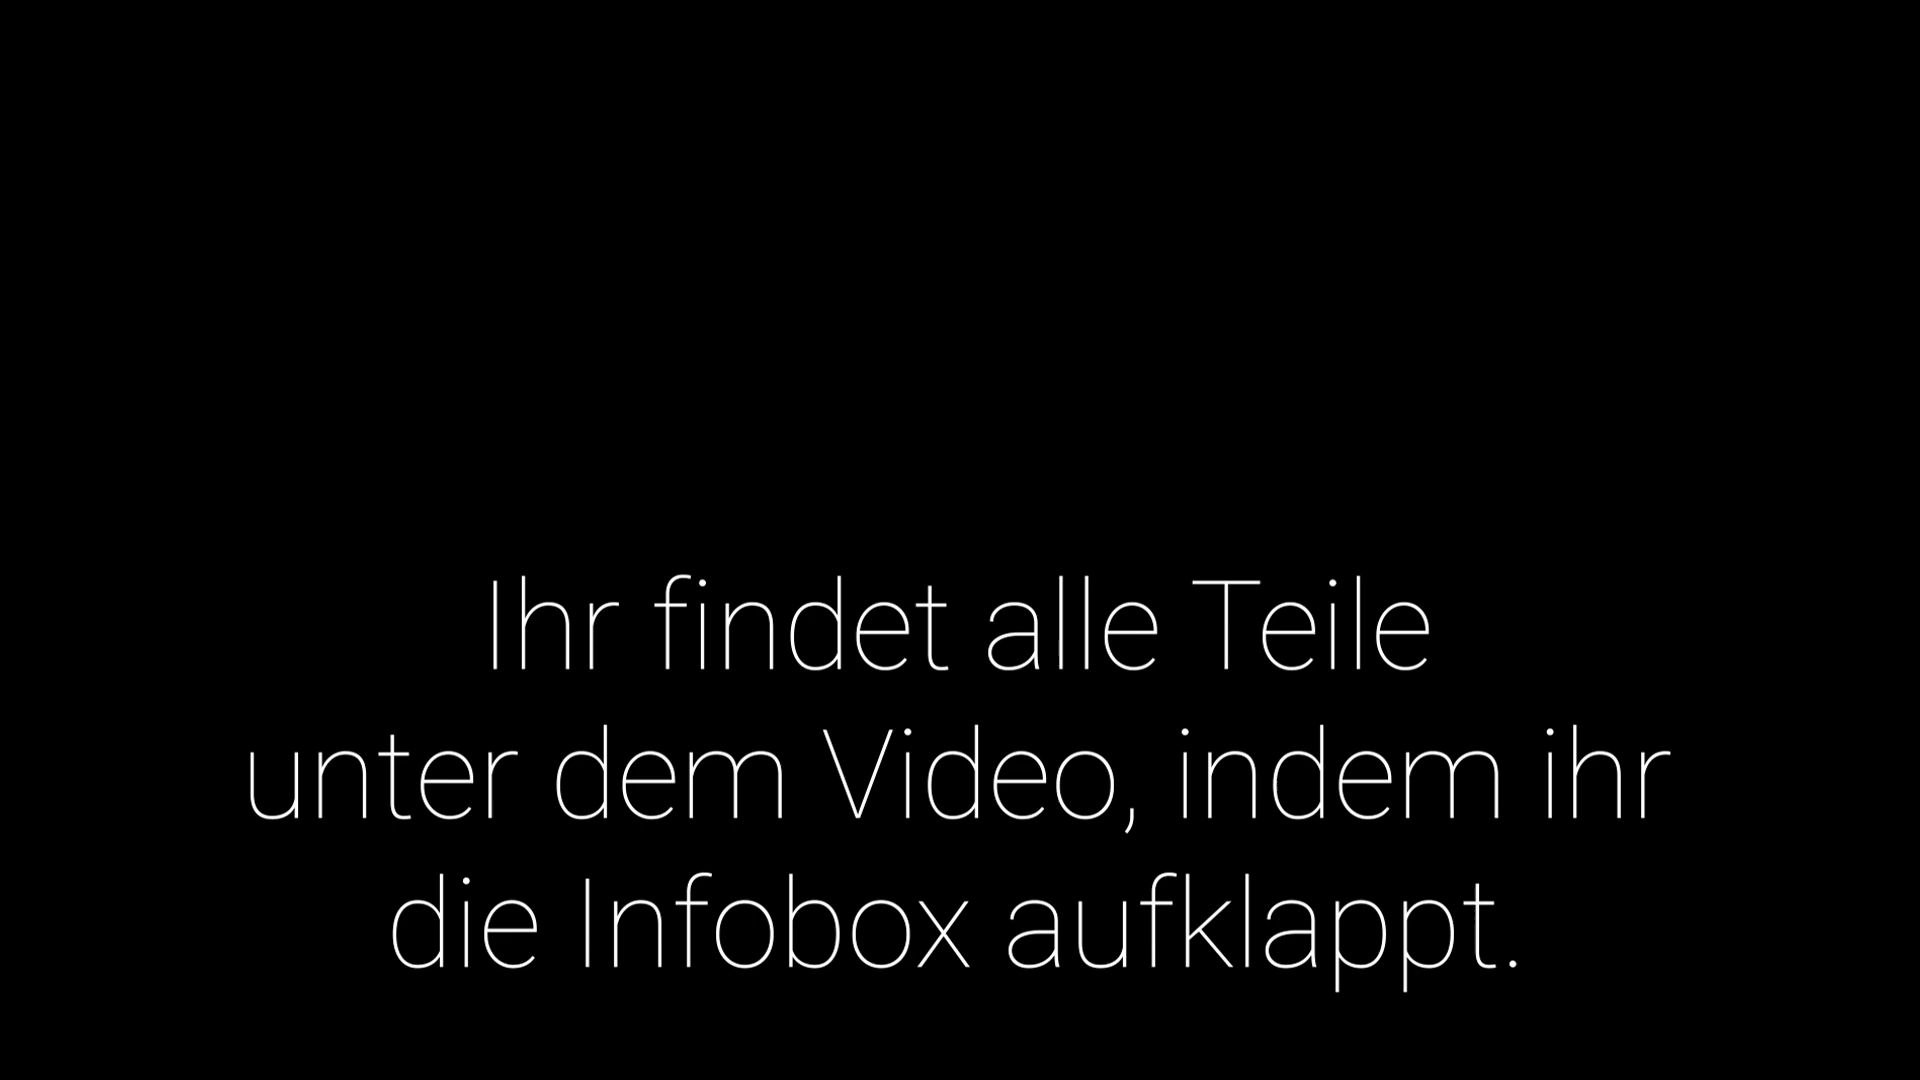 Ihr findet alle Teile
unter dem Video, indem ihr
die Infobox aufklappt.